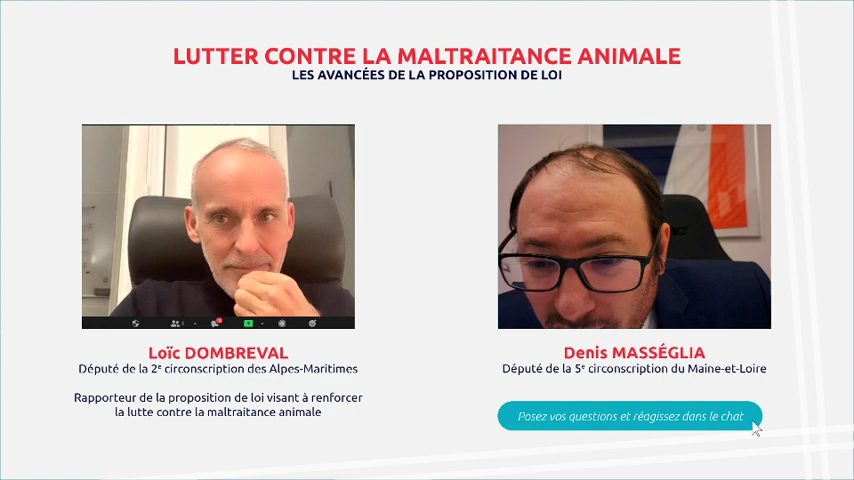 LUTTER CONTRE LA MALTRAITANCE ANIMALE
LES AVANCÉES DE LA PROPOSITION DE LOI
Loïc DOMBREVAL
Député de la 2ᵉ circonscription des Alpes-Maritimes
Rapporteur de la proposition de loi visant à renforcer
la lutte contre la maltraitance animale
Denis MASSÉGLIA
Député de la 5ᵉ circonscription du Maine-et-Loire
Posez vos questions et réagissez dans le chat